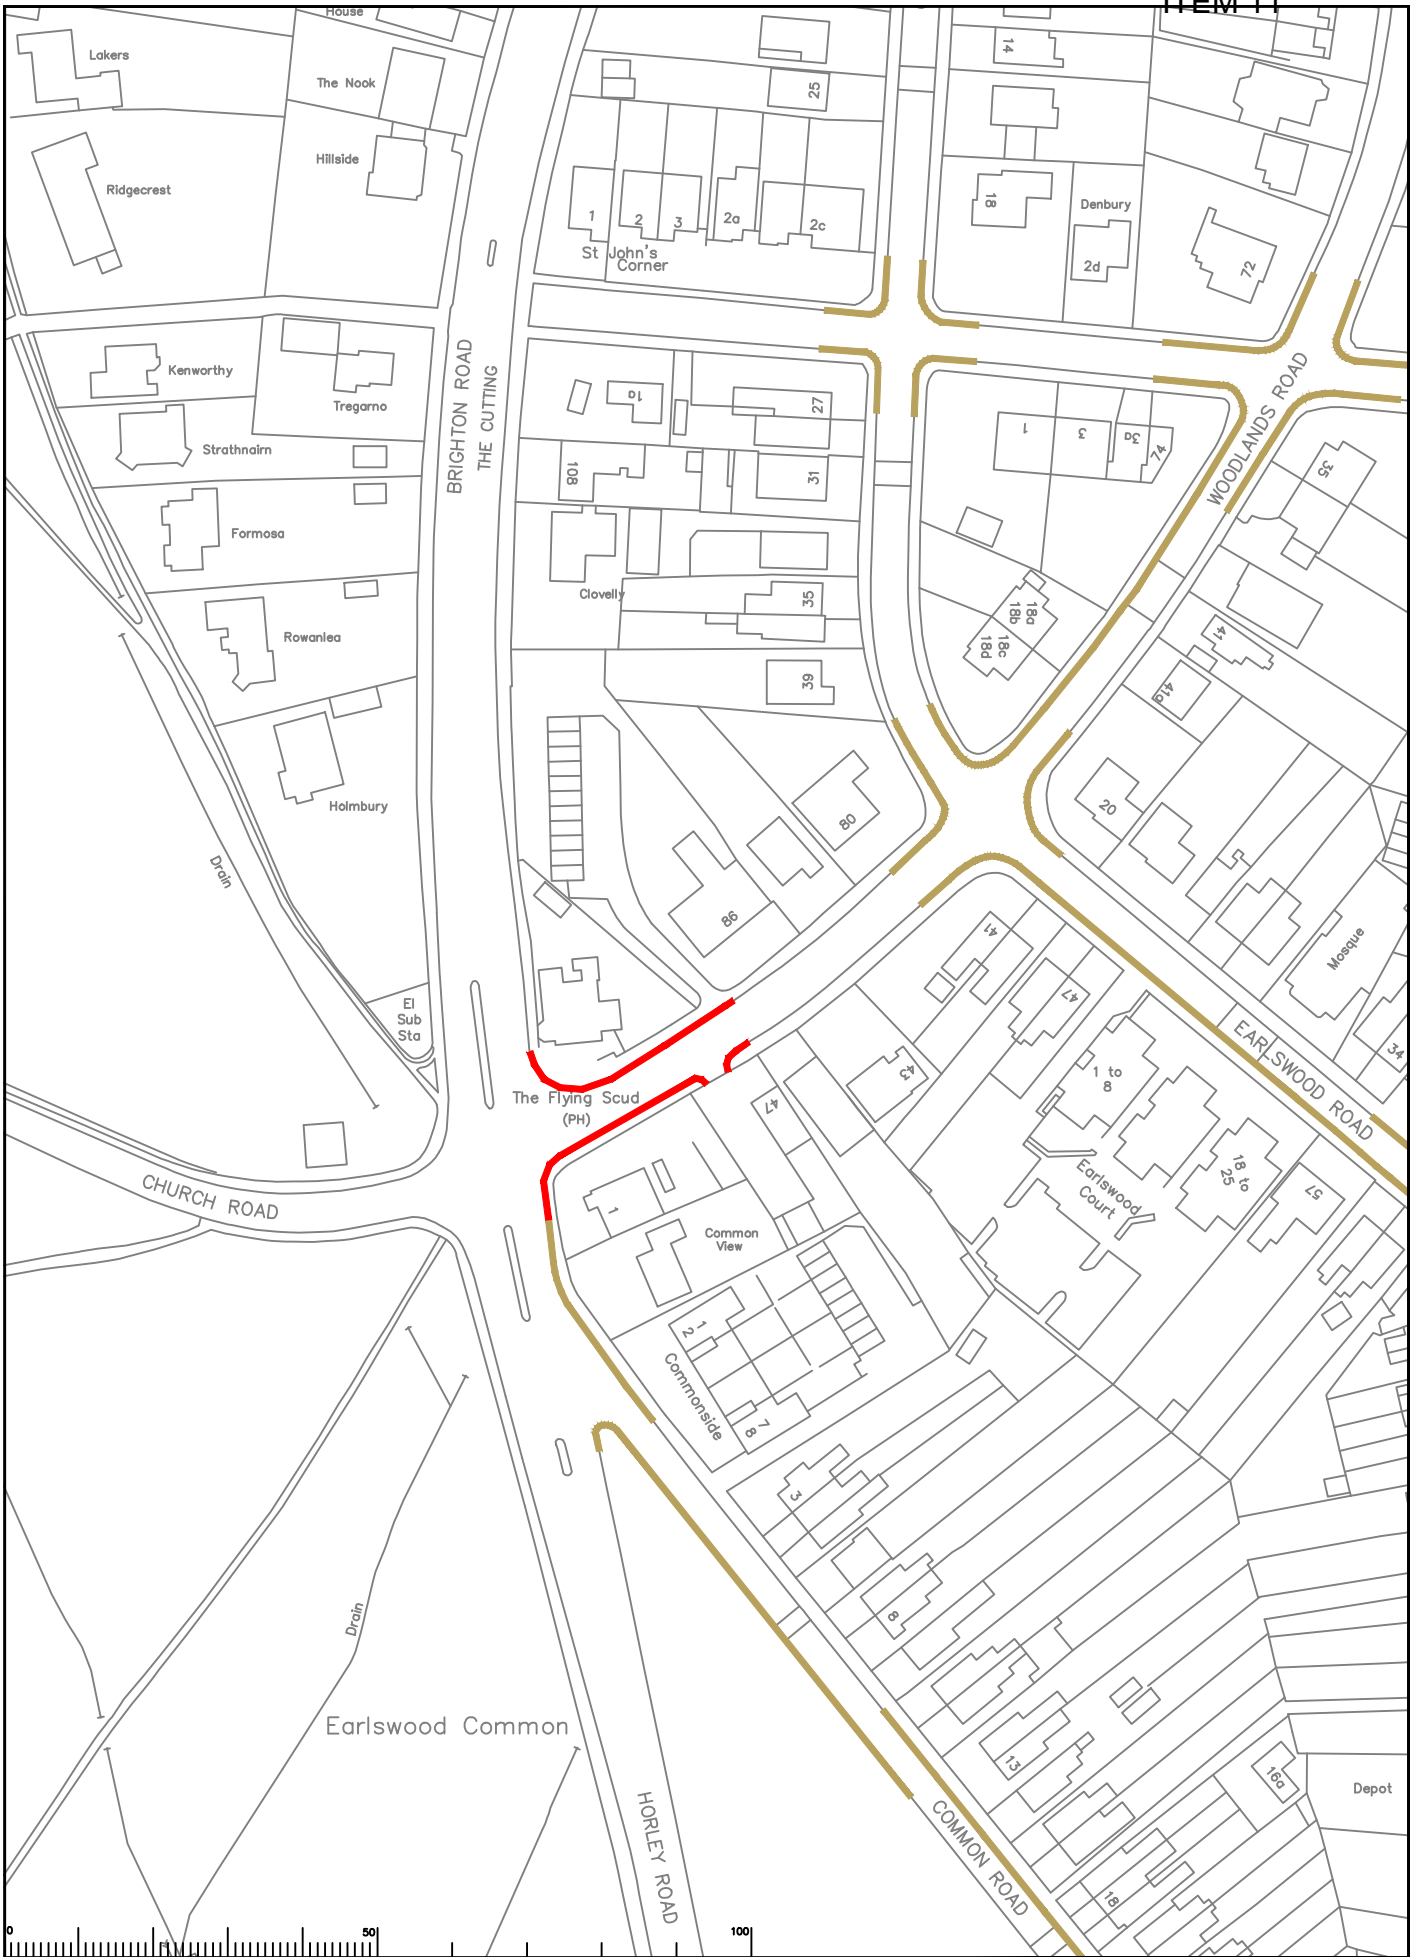 ITEM 11
House
Lakers
The Nook
Hillside
Ridgecrest
25
14
1
2
3
2a
2c
18
Denbury
2d
72
St John's
Corner
BRIGHTON ROAD
THE CUTTING
Kenworthy
Tregarno
Strathnairn
Formosa
Rowanlea
Holmbury
1a
27
108
31
Clovelly
35
39
1
3
3a
74
WOODLANDS ROAD
35
18a
18b
18c
18d
41
41a
20
80
86
Drain
El
Sub
Sta
Mosque
34
EARLSWOOD ROAD
41
47
43
47
1 to
8
18 to
25
57
Earlswood
Court
The Flying Scud
(PH)
CHURCH ROAD
1
Common
View
1
2
7
8
Commonside
3
8
13
16a
18
Depot
Drain
Earlswood Common
HORLEY ROAD
COMMON ROAD
0
50
100